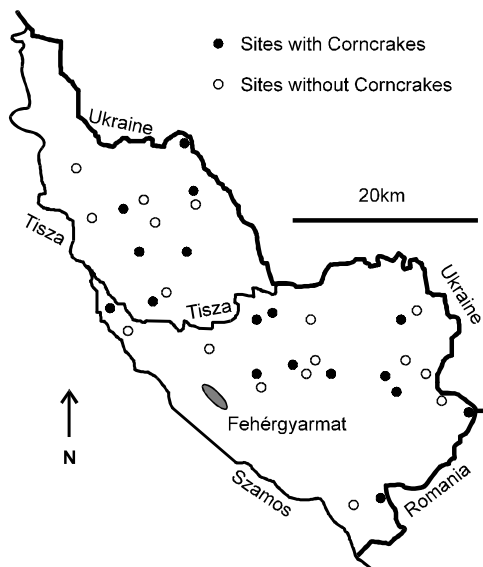 Sites with Corncrakes
Sites without Corncrakes
Ukraine
20km
Tisza
Ukraine
Tisza
Fehérgyarmat
N
Szamos
Romania